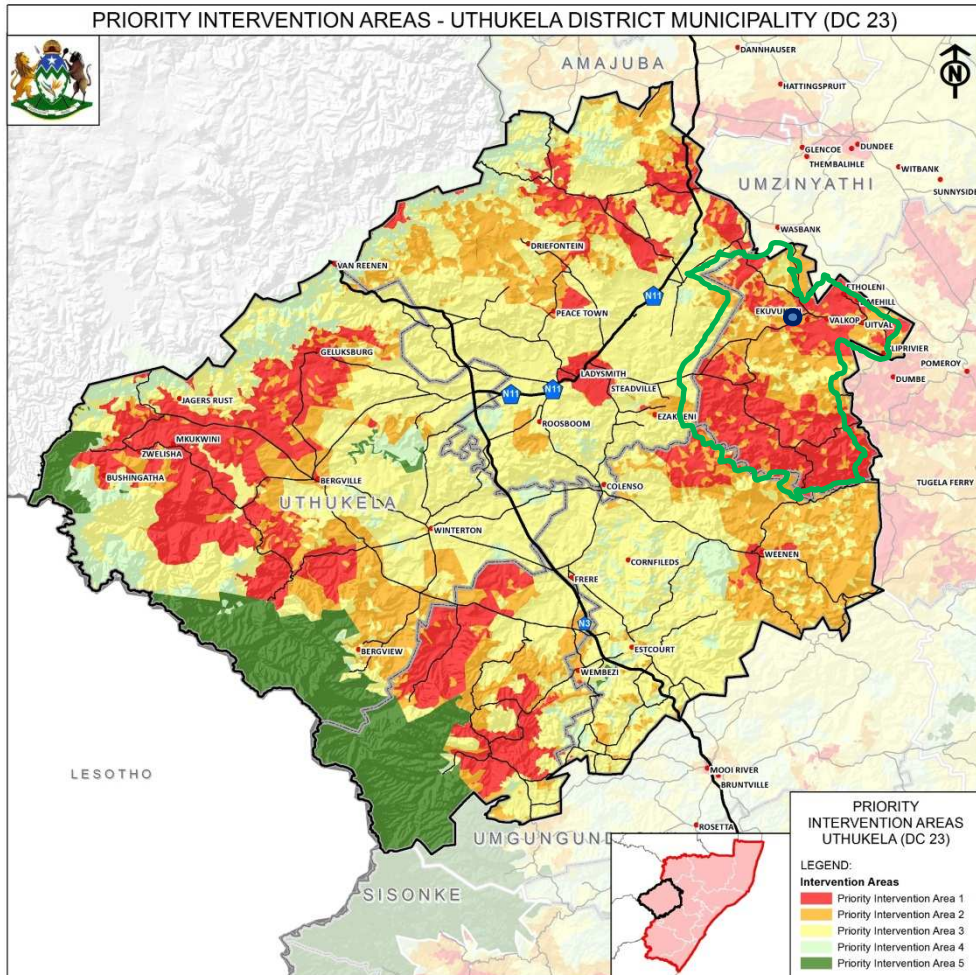 PRIORITY INTERVENTION AREAS - UTHUKELA DISTRICT MUNICIPALITY (DC 23)
N
DANNHAUSER
AMAJUBA
HATTINGSPRUIT
GLENCOE
DUNDEE
THEMBALIHLE
WITBANK
UMZINYATHI
SUNNYSIDE
WASBANK
DRIEFONTEIN
VAN REENEN
ETHOLENI
N11
PEACE TOWN
VALKOP
UITVAL
GELUKSBURG
KLIPRIVIER
POMEROY
LADYSMITH
DUMBE
STEADVILLE
N11
N11
JAGERS RUST
ROOSBOOM
MKUKWINI
ZWELISHA
BUSHINGATHA
BERGVILLE
COLENSO
TUGELA FERRY
UTHUKELA
WINTERTON
WEENEN
CORNFILEDS
FRERE
N3
BERGVIEW
ESTCOURT
WEMBEZI
LESOTHO
MOOI RIVER
BRUNTVILLE
ROSETTA
SISONKE
PRIORITY
INTERVENTION AREAS
UTHUKELA (DC 23)
LEGEND:
Intervention Areas
Priority Intervention Area 1
Priority Intervention Area 2
Priority Intervention Area 3
Priority Intervention Area 4
Priority Intervention Area 5